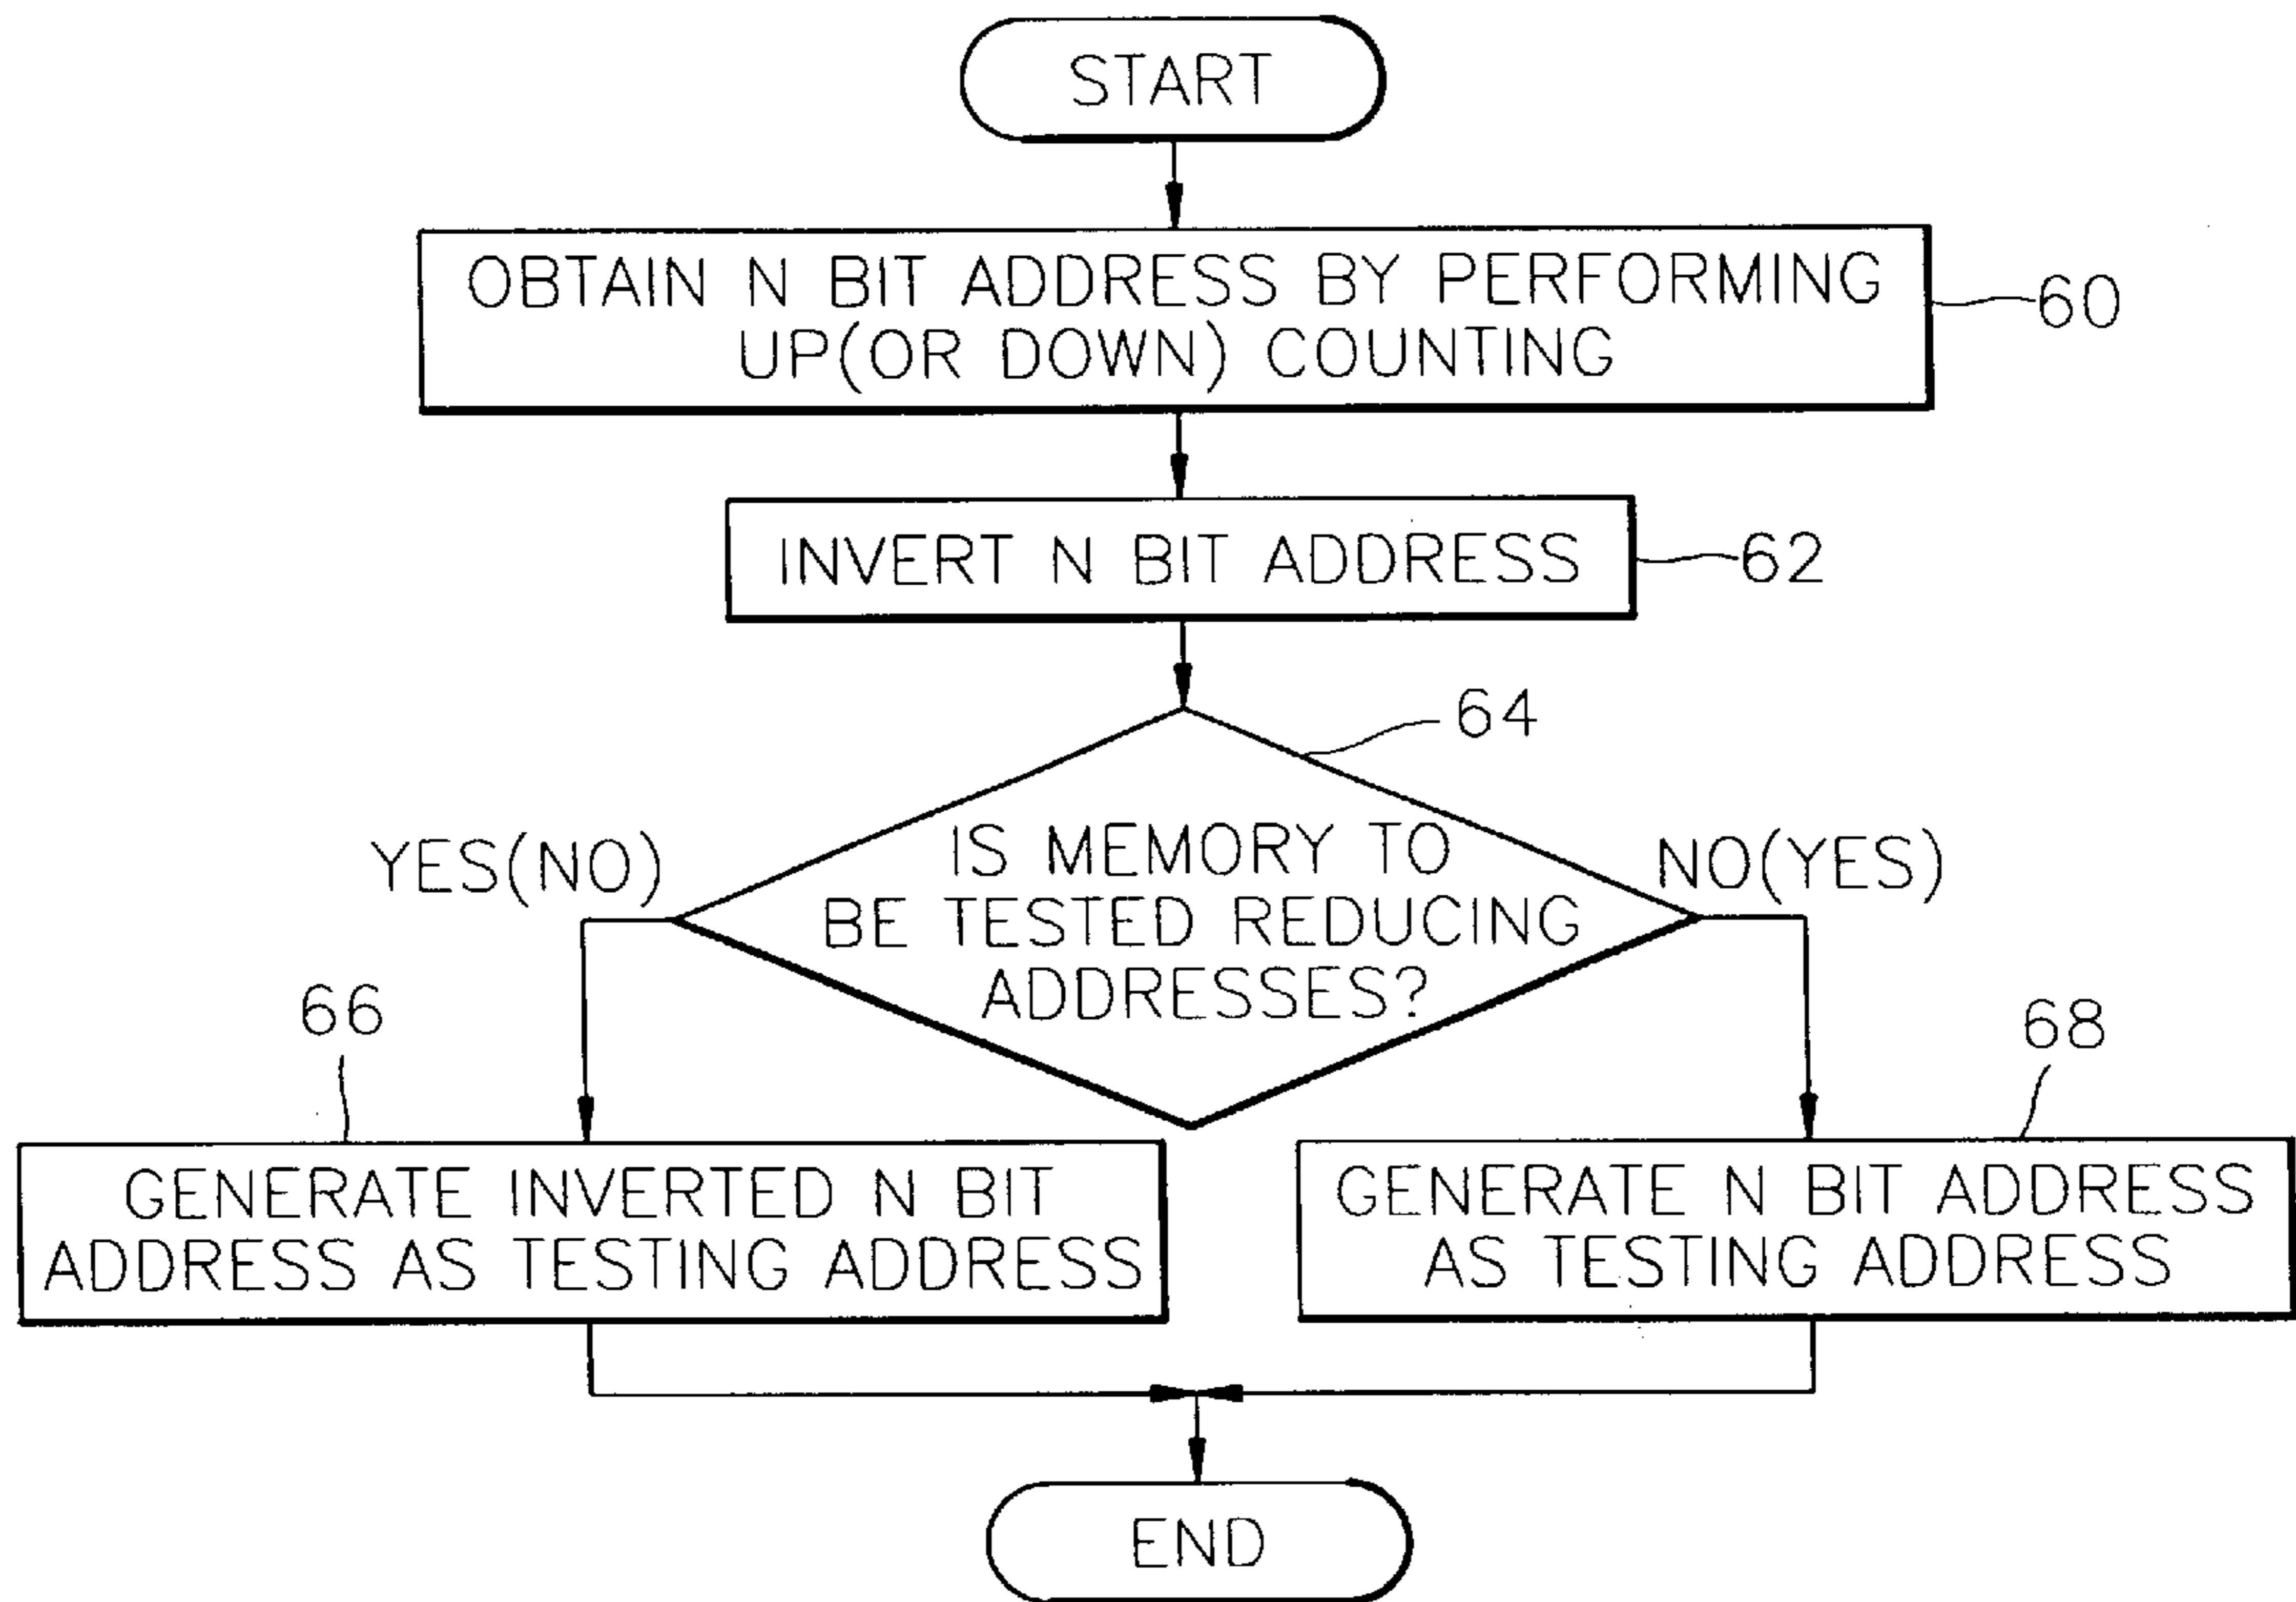 START
OBTAIN N BIT ADDRESS BY PERFORMING
UP(OR DOWN) COUNTING
60
INVERT N BIT ADDRESS
62
64
IS MEMORY TO
BE TESTED REDUCING
ADDRESSES?
YES(NO)
NO(YES)
66
GENERATE INVERTED N BIT
ADDRESS AS TESTING ADDRESS
68
GENERATE N BIT ADDRESS
AS TESTING ADDRESS
END